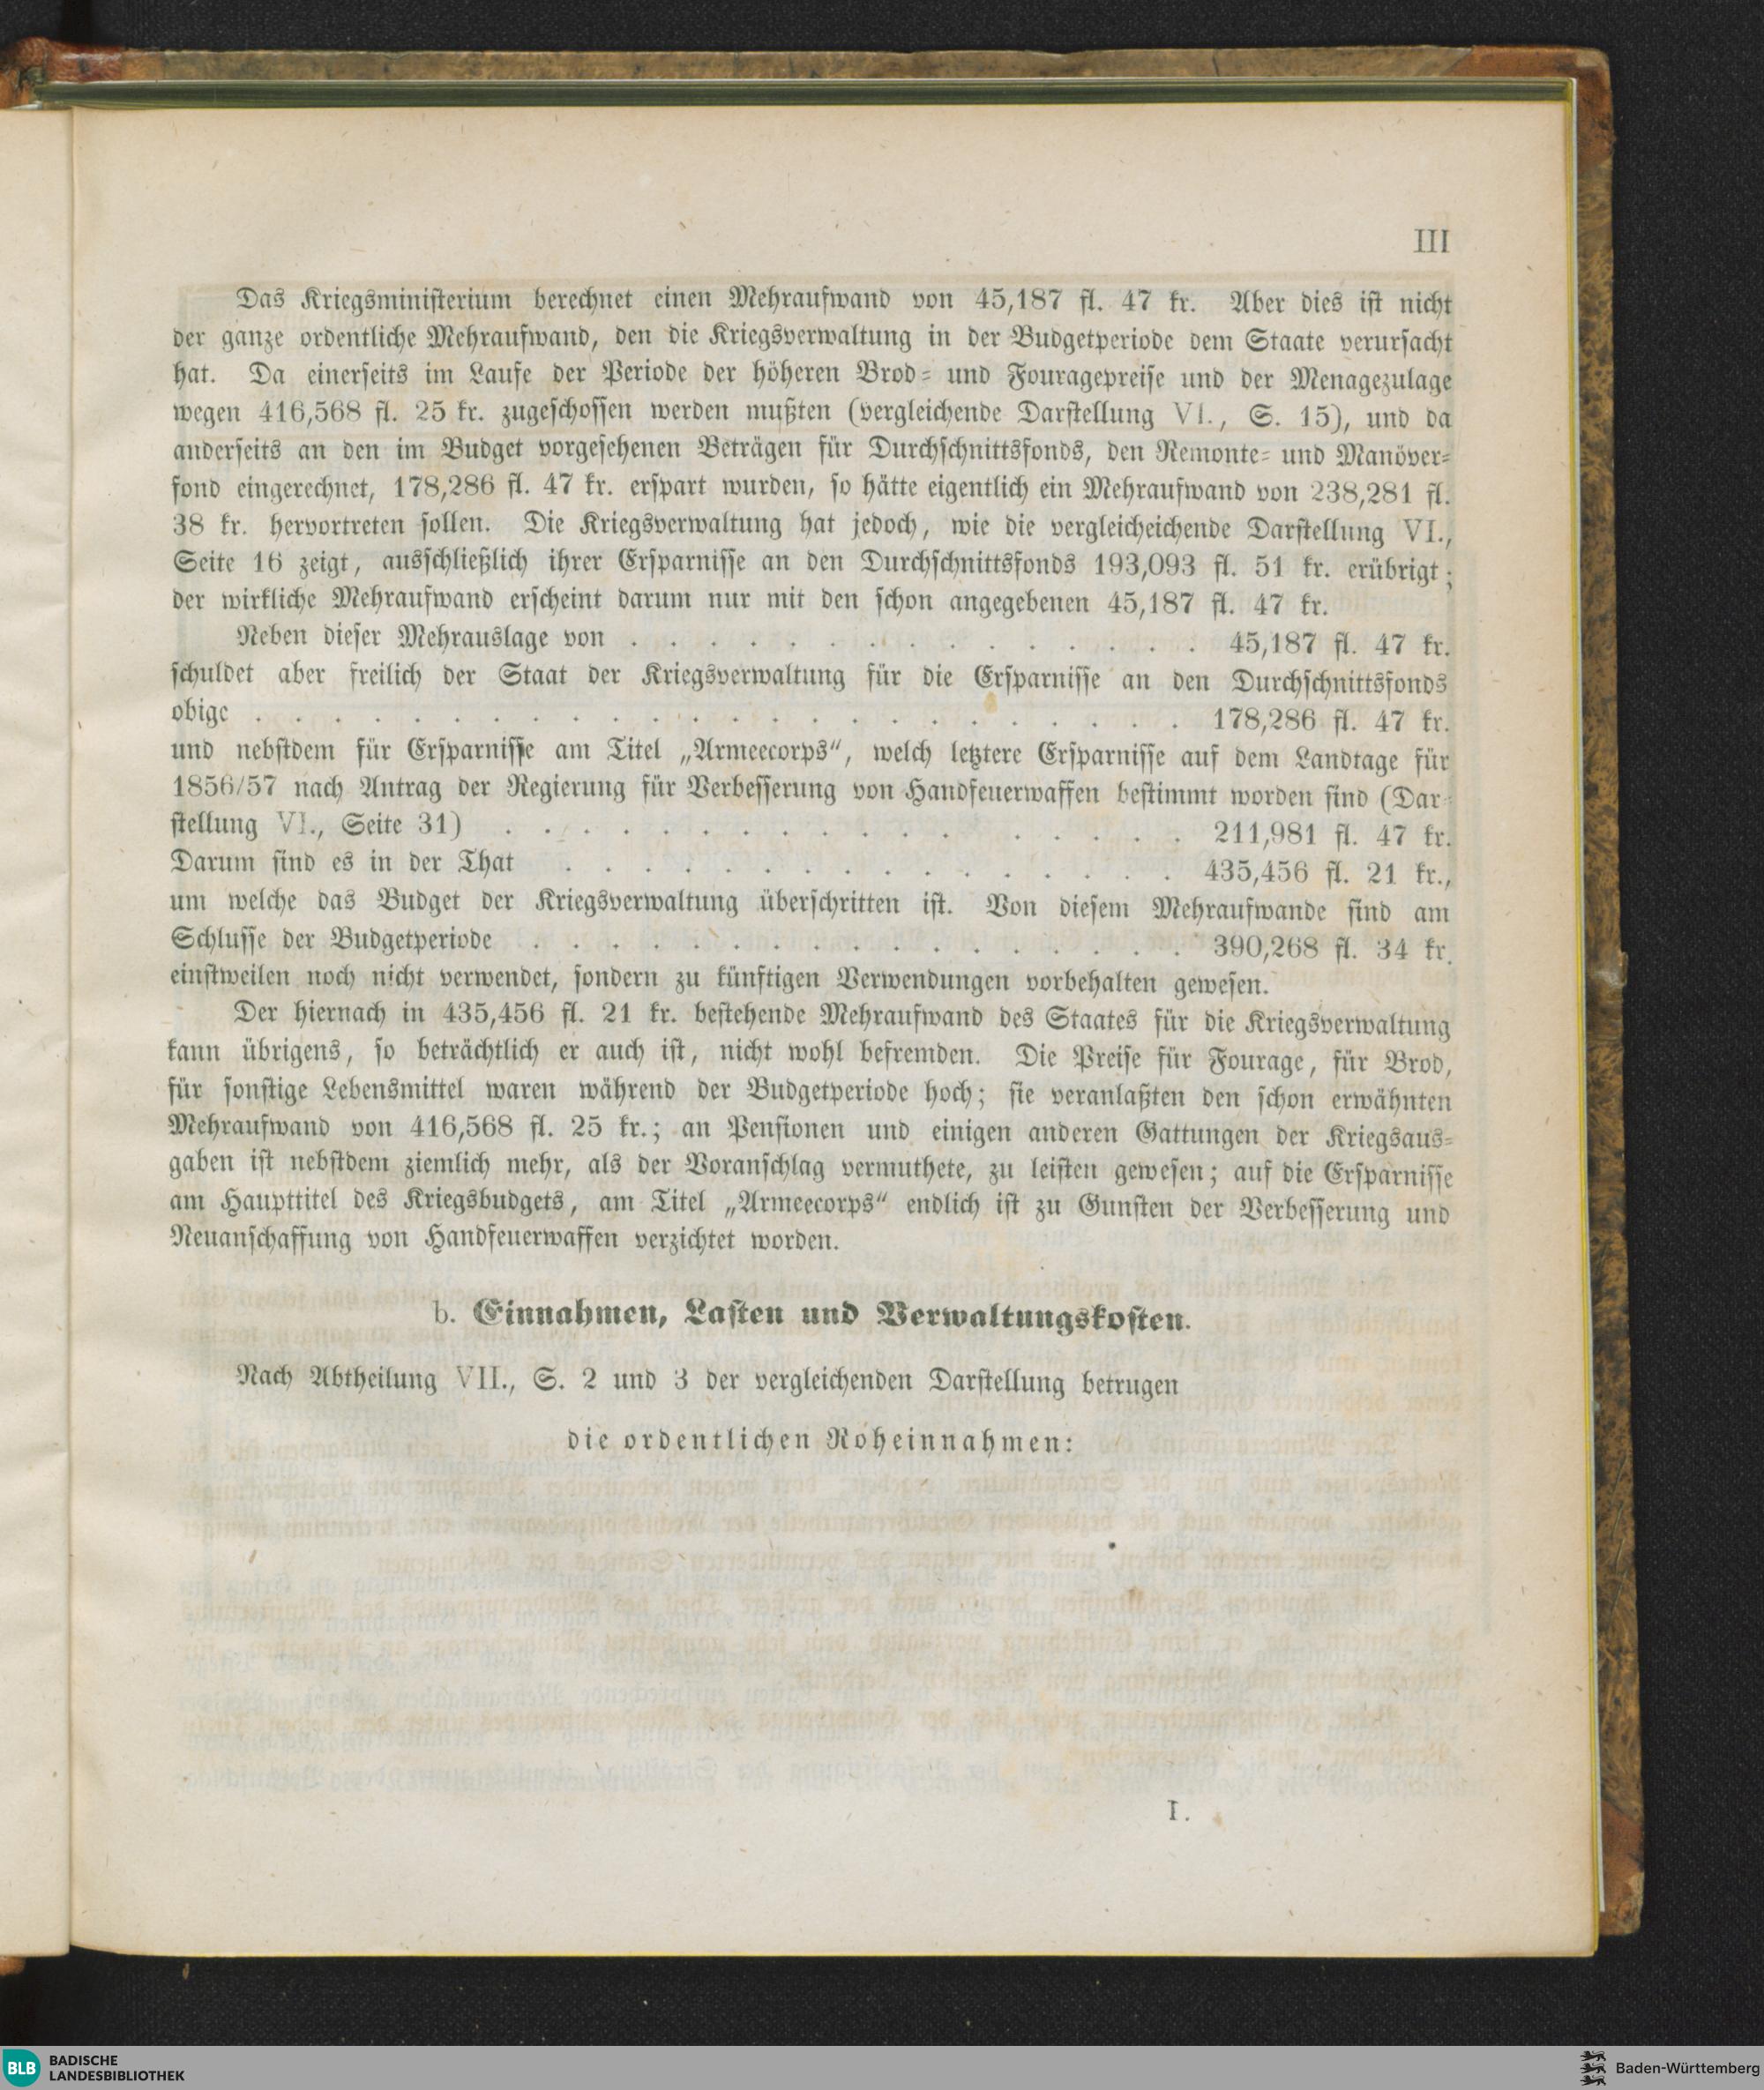 III
Das Kriegsministerium berechnet einen Mehraufwand von 45,187 fl. 47 kr. Aber dies ist nicht
der ganze ordentliche Mehraufwand, den die Kriegsverwaltung in der Budgetperiode dem Staate verursacht
hat. Da einerseits im Laufe der Periode der höheren Brod- und Fouragepreise und der Menagezulage
wegen 416,568 fl. 25 kr. zugeschossen werden mußten (vergleichende Darstellung VI., S. 15), und da
anderseits an den im Budget vorgesehenen Beträgen für Durchschnittsfonds, den Remonte- und Manöver-
fond eingerechnet, 178,286 fl. 47 kr. erspart wurden, so hätte eigentlich ein Mehraufwand von 238,281 fl.
38 kr. hervortreten sollen. Die Kriegsverwaltung hat jedoch, wie die vergleicheichende Darstellung VI.,
Seite 16 zeigt, ausschließlich ihrer Ersparnisse an den Durchschnittsfonds 193,093 fl. 51 kr. erübrigt;
der wirkliche Mehraufwand erscheint darum nur mit den schon angegebenen 45,187 fl. 47 kr.
Neben dieser Mehrauslage von . . . . . . . . . . . . . . . 45,187 fl. 47 kr.
schuldet aber freilich der Staat der Kriegsverwaltung für die Ersparnisse an den Durchschnittsfonds
obige . . . . . . . . . . . . . . . . . . . . . . . . 178,286 fl. 47 kr.
und nebstdem für Ersparnisse am Titel „Armeecorps“, welch letztere Ersparnisse auf dem Landtage für
1856/57 nach Antrag der Regierung für Verbesserung von Handfeuerwaffen bestimmt worden sind (Dar-
stellung VI., Seite 31) . . . . . . . . . . . . . . . . 211,981 fl. 47 kr.
Darum sind es in der That . . . . . . . . . . . . . . . . 435,456 fl. 21 kr.,
um welche das Budget der Kriegsverwaltung überschritten ist. Von diesem Mehraufwande sind am
Schlusse der Budgetperiode . . . . . . . . . . . . . . . . . 390,268 fl. 34 kr.
einstweilen noch nicht verwendet, sondern zu künftigen Verwendungen vorbehalten gewesen.
Der hiernach in 435,456 fl. 21 kr. bestehende Mehraufwand des Staates für die Kriegsverwaltung
kann übrigens, so beträchtlich er auch ist, nicht wohl befremden. Die Preise für Fourage, für Brod,
für sonstige Lebensmittel waren während der Budgetperiode hoch; sie veranlaßten den schon erwähnten
Mehraufwand von 416,568 fl. 25 kr.; an Pensionen und einigen anderen Gattungen der Kriegsaus-
gaben ist nebstdem ziemlich mehr, als der Voranschlag vermuthete, zu leisten gewesen; auf die Ersparnisse
am Haupttitel des Kriegsbudgets, am Titel „Armeecorps“ endlich ist zu Gunsten der Verbesserung und
Neuanschaffung von Handfeuerwaffen verzichtet worden.
b. Einnahmen, Lasten und Verwaltungskosten.
Nach Abtheilung VII., S. 2 und 3 der vergleichenden Darstellung betrugen
die ordentlichen Roheinnahmen:
I.
BLB BADISCHE
LANDESBIBLIOTHEK
Baden-Württemberg